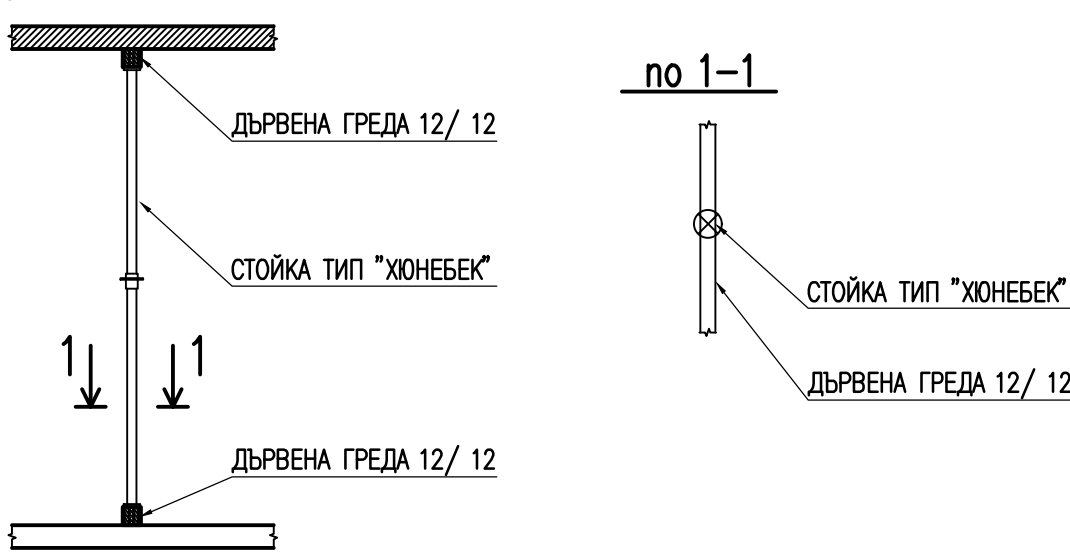 ДЪРВЕНА ГРЕДА 12/ 12
СТОЙКА ТИП "ХЮНЕБЕК"
1 1
ДЪРВЕНА ГРЕДА 12/ 12
по 1-1
СТОЙКА ТИП "ХЮНЕБЕК"
ДЪРВЕНА ГРЕДА 12/ 12